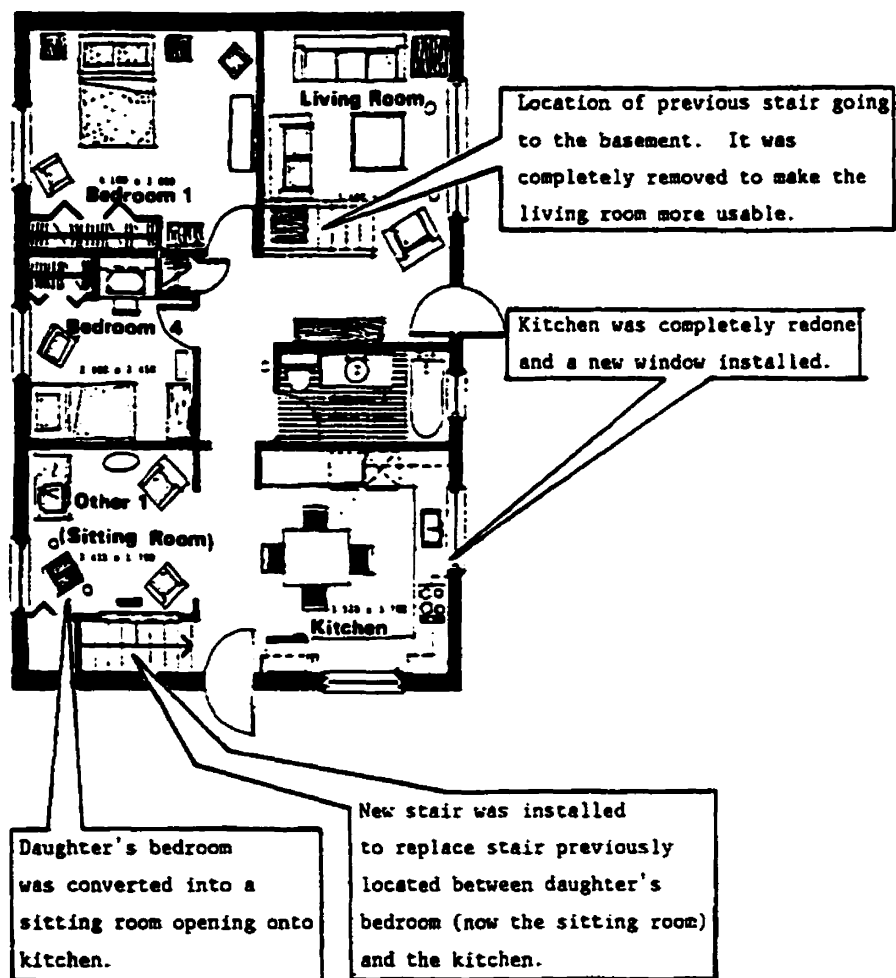 Living Room
Bedroom 1
Location of previous stair going
to the basement. It was
completely removed to make the
living room more usable.
Bedroom 4
Kitchen was completely redone
and a new window installed.
Other 1
(Sitting Room)
Kitchen
Daughter's bedroom
was converted into a
sitting room opening onto
kitchen.
New stair was installed
to replace stair previously
located between daughter's
bedroom (now the sitting room)
and the kitchen.